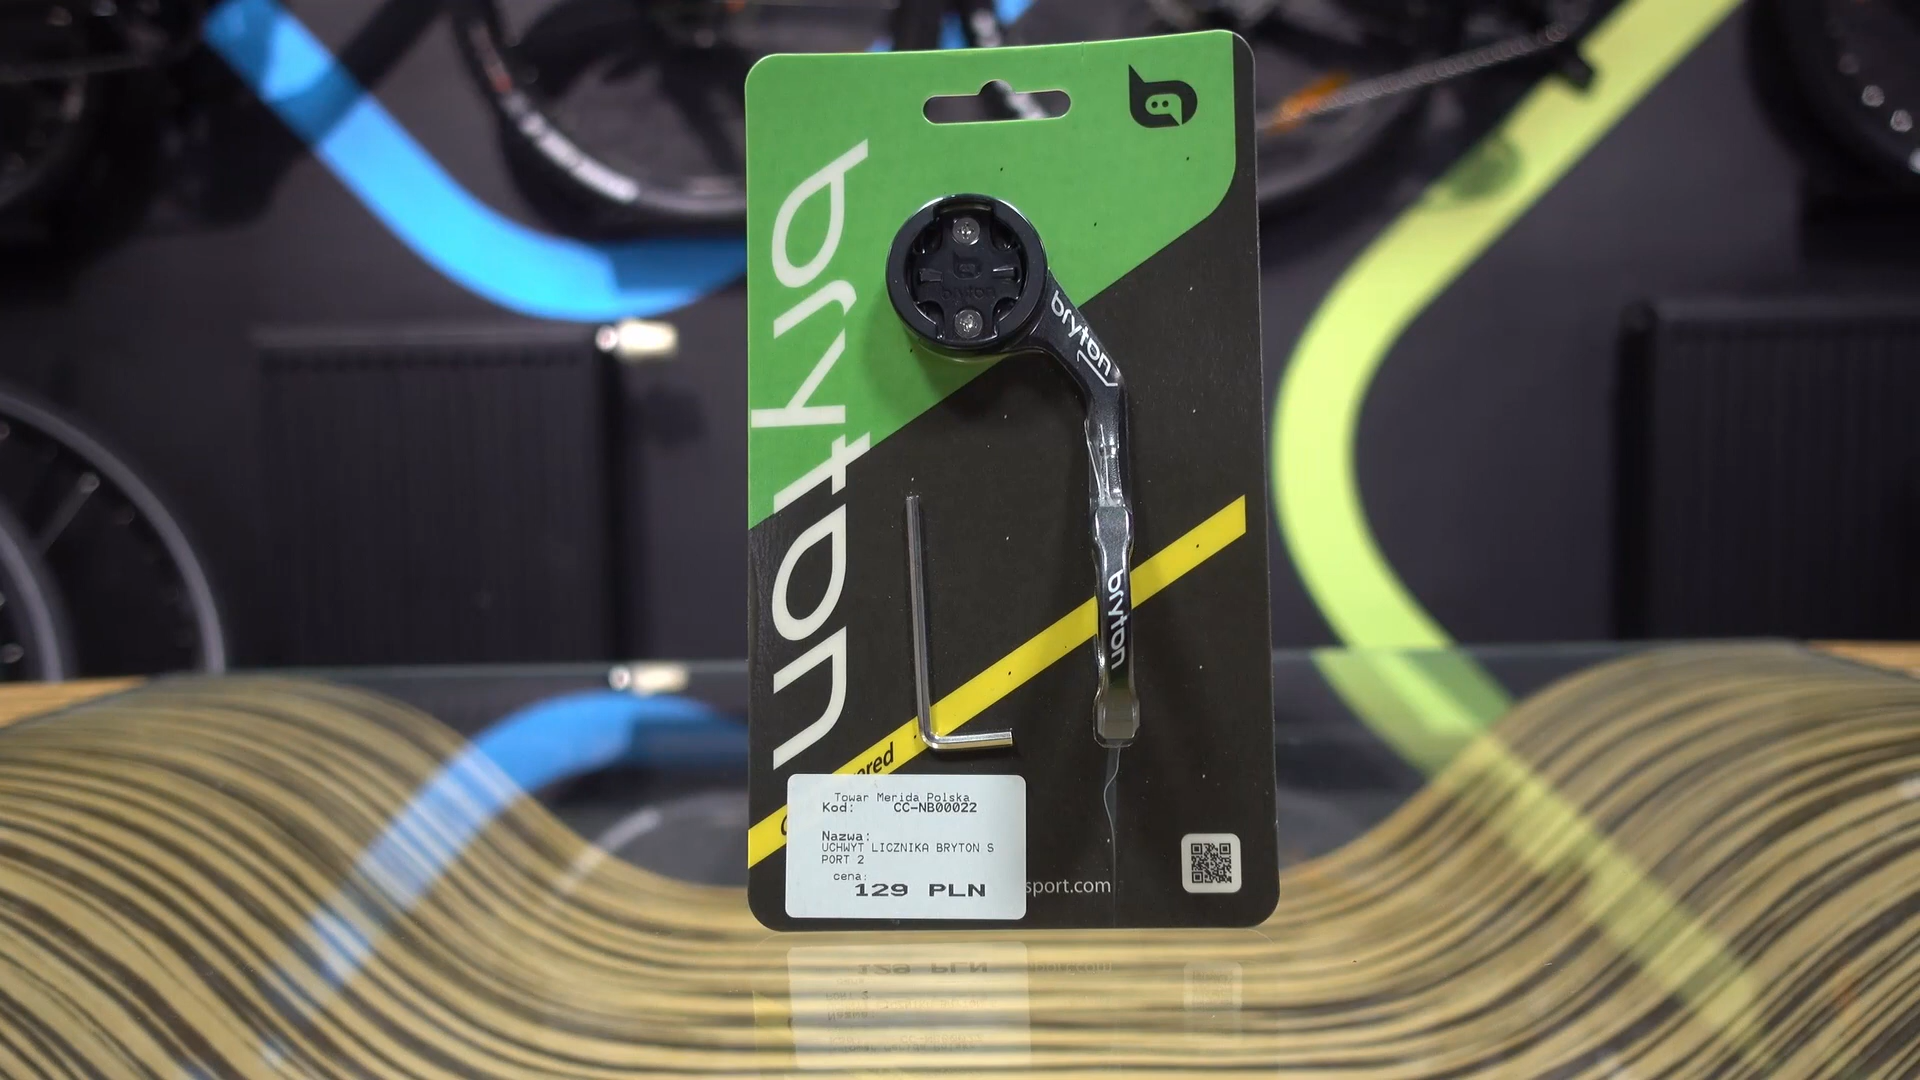 bryton
bryton
bryton
bryton
ored
Towar Merida Polska
Kod: CC-NB00022
Nazwa:
UCHWYT LICZNIKA BRYTON S
PORT 2
cena:
129 PLN
sport.com